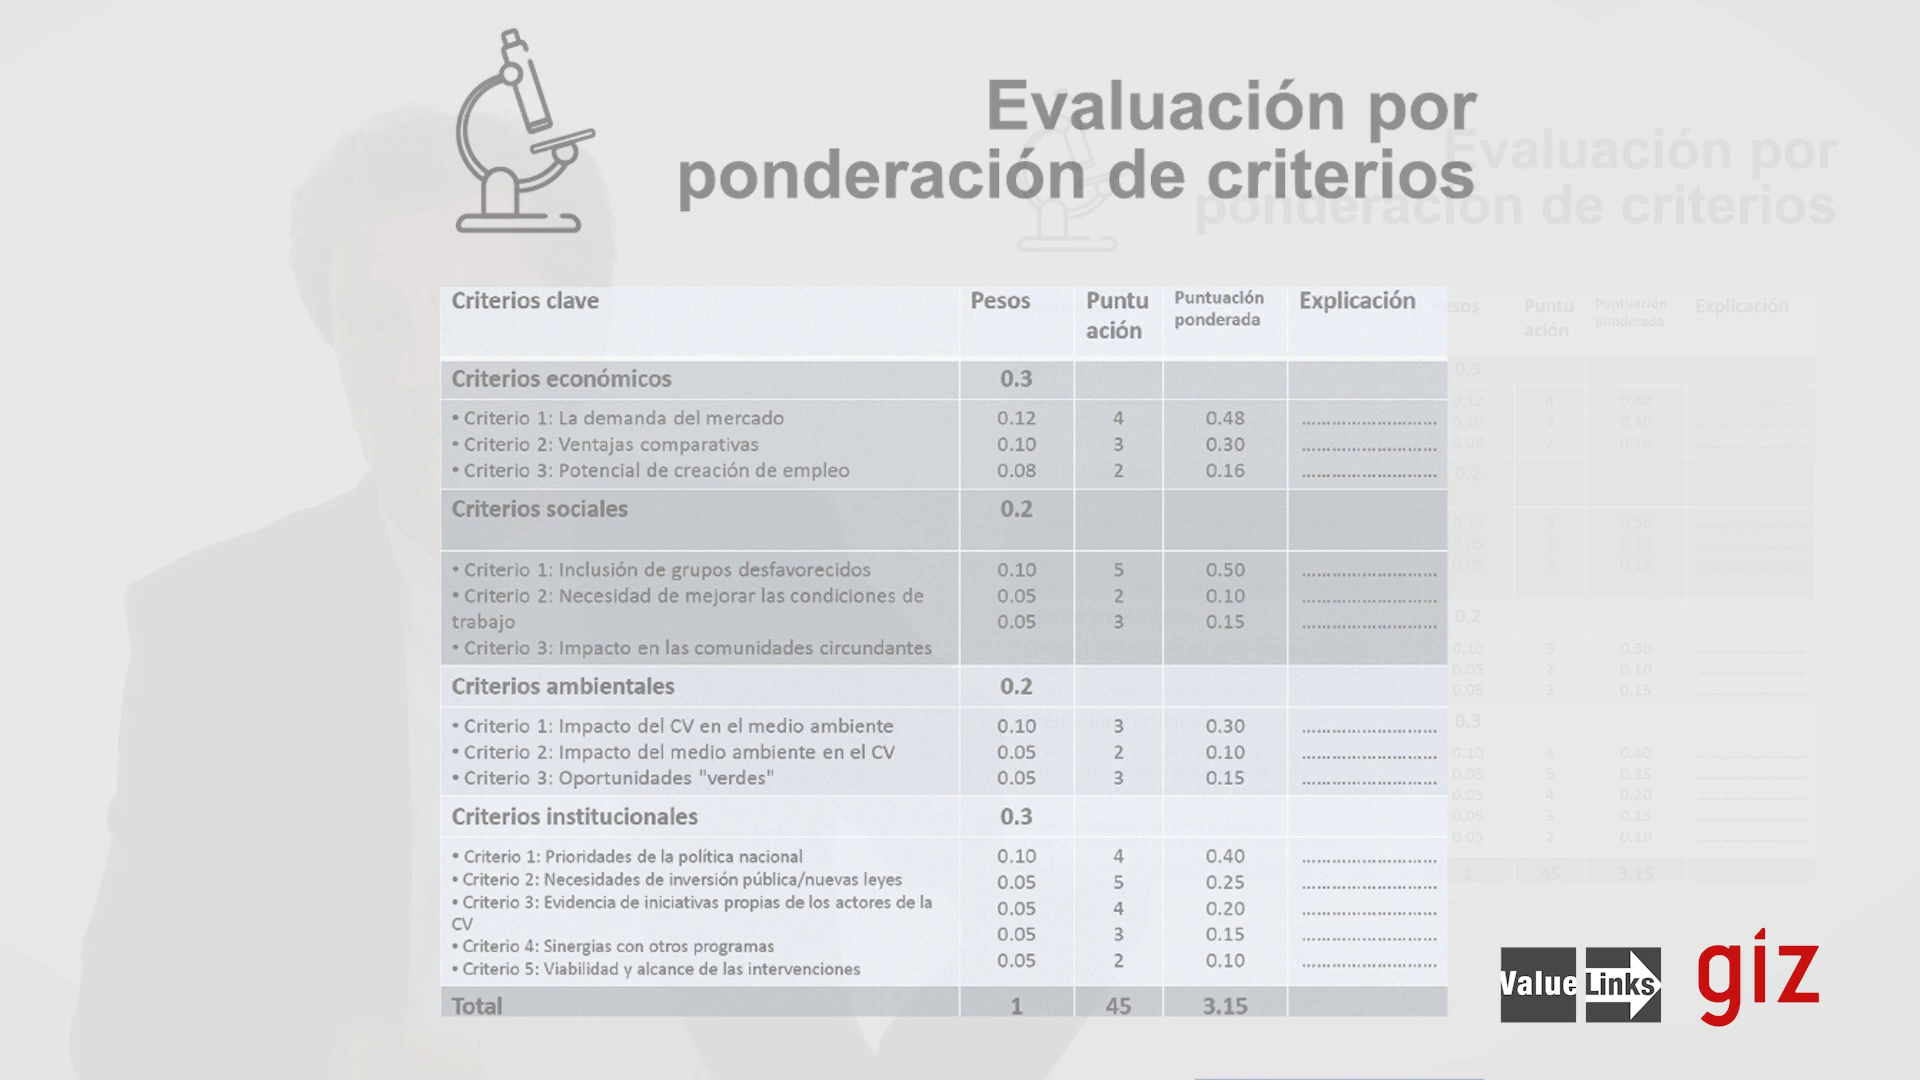 Evaluación por
ponderación de criterios
Criterios clave Pesos Puntu ación Puntuación ponderada Explicación
Criterios económicos 0.3
• Criterio 1: La demanda del mercado 0.12 4 0.48 ...........................
• Criterio 2: Ventajas comparativas 0.10 3 0.30 ...........................
• Criterio 3: Potencial de creación de empleo 0.08 2 0.16 ...........................
Criterios sociales 0.2
• Criterio 1: Inclusión de grupos desfavorecidos 0.10 5 0.50 ...........................
• Criterio 2: Necesidad de mejorar las condiciones de 0.05 2 0.10 ...........................
trabajo 0.05 3 0.15 ...........................
• Criterio 3: Impacto en las comunidades circundantes
Criterios ambientales 0.2
• Criterio 1: Impacto del CV en el medio ambiente 0.10 3 0.30 ...........................
• Criterio 2: Impacto del medio ambiente en el CV 0.05 2 0.10 ...........................
• Criterio 3: Oportunidades "verdes" 0.05 3 0.15 ...........................
Criterios institucionales 0.3
• Criterio 1: Prioridades de la política nacional 0.10 4 0.40 ...........................
• Criterio 2: Necesidades de inversión pública/nuevas leyes 0.05 5 0.25 ...........................
• Criterio 3: Evidencia de iniciativas propias de los actores de la 0.05 4 0.20 ...........................
CV
• Criterio 4: Sinergias con otros programas 0.05 3 0.15 ...........................
• Criterio 5: Viabilidad y alcance de las intervenciones 0.05 2 0.10 ...........................
Total 1 45 3.15
Value Links
giz